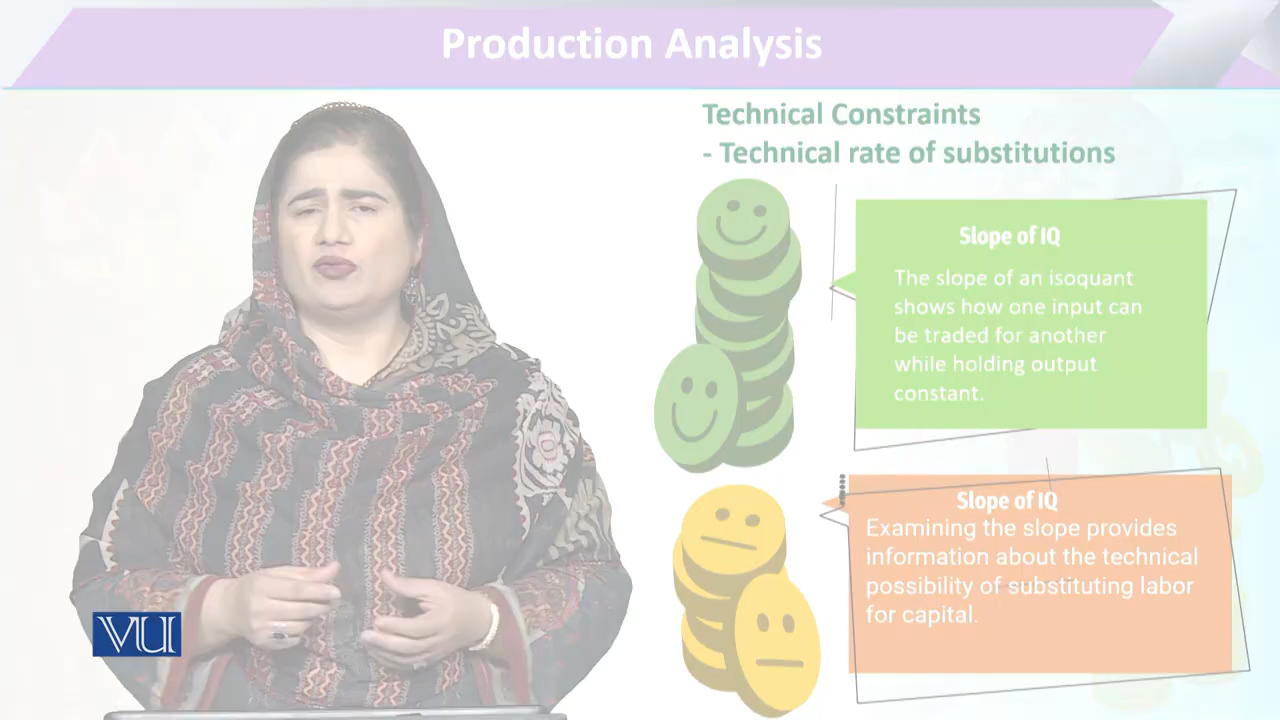 Production Analysis
Technical Constraints
- Technical rate of substitutions
Slope of IQ
The slope of an isoquant
shows how one input can
be traded for another
while holding output
constant.
Slope of IQ
Examining the slope provides
information about the technical
possibility of substituting labor
for capital.
VU